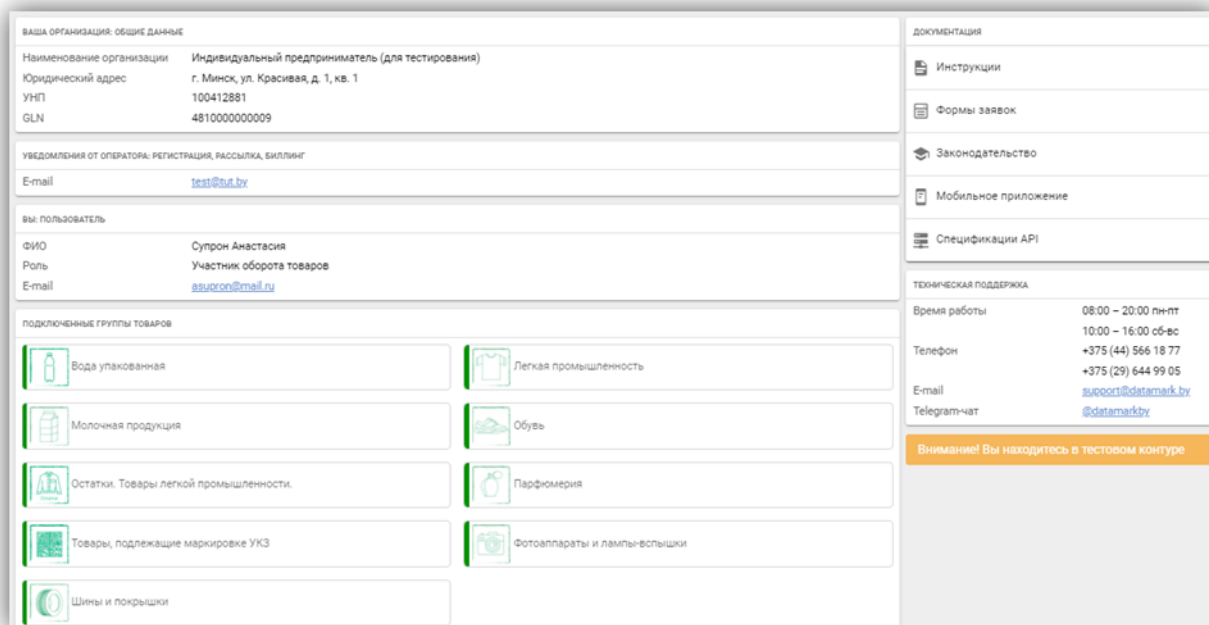 ВАША ОРГАНИЗАЦИЯ: ОБЩИЕ ДАННЫЕ
Наименование организации Индивидуальный предприниматель (для тестирования)
Юридический адрес г. Минск, ул. Красивая, д. 1, кв. 1
УНП 100412881
GLN 4810000000009
УВЕДОМЛЕНИЯ ОТ ОПЕРАТОРА: РЕГИСТРАЦИЯ, РАССЫЛКА, БИЛЛИНГ
E-mail test@tut.by
ВЫ: ПОЛЬЗОВАТЕЛЬ
ФИО Супрон Анастасия
Роль Участник оборота товаров
E-mail asupron@mail.ru
ПОДКЛЮЧЕННЫЕ ГРУППЫ ТОВАРОВ
Вода упакованная
Легкая промышленность
Молочная продукция
Обувь
Остатки. Товары легкой промышленности.
Парфюмерия
Товары, подлежащие маркировке УКЗ
Фотоаппараты и лампы-вспышки
Шины и покрышки
ДОКУМЕНТАЦИЯ
Инструкции
Формы заявок
Законодательство
Мобильное приложение
Спецификации API
ТЕХНИЧЕСКАЯ ПОДДЕРЖКА
Время работы 08:00 – 20:00 пн-пт
10:00 – 16:00 сб-вс
Телефон +375 (44) 566 18 77
+375 (29) 644 99 05
E-mail support@datamark.by
Telegram-чат @datamarkby
Внимание! Вы находитесь в тестовом контуре